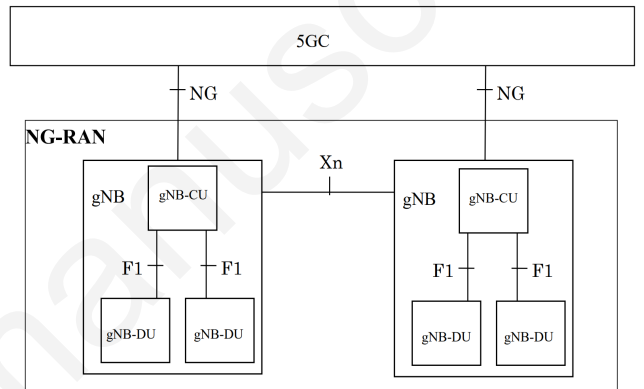 5GC
NG NG
NG-RAN
Xn
gNB gNB-CU gNB gNB-CU
F1 F1 F1 F1
gNB-DU gNB-DU gNB-DU gNB-DU